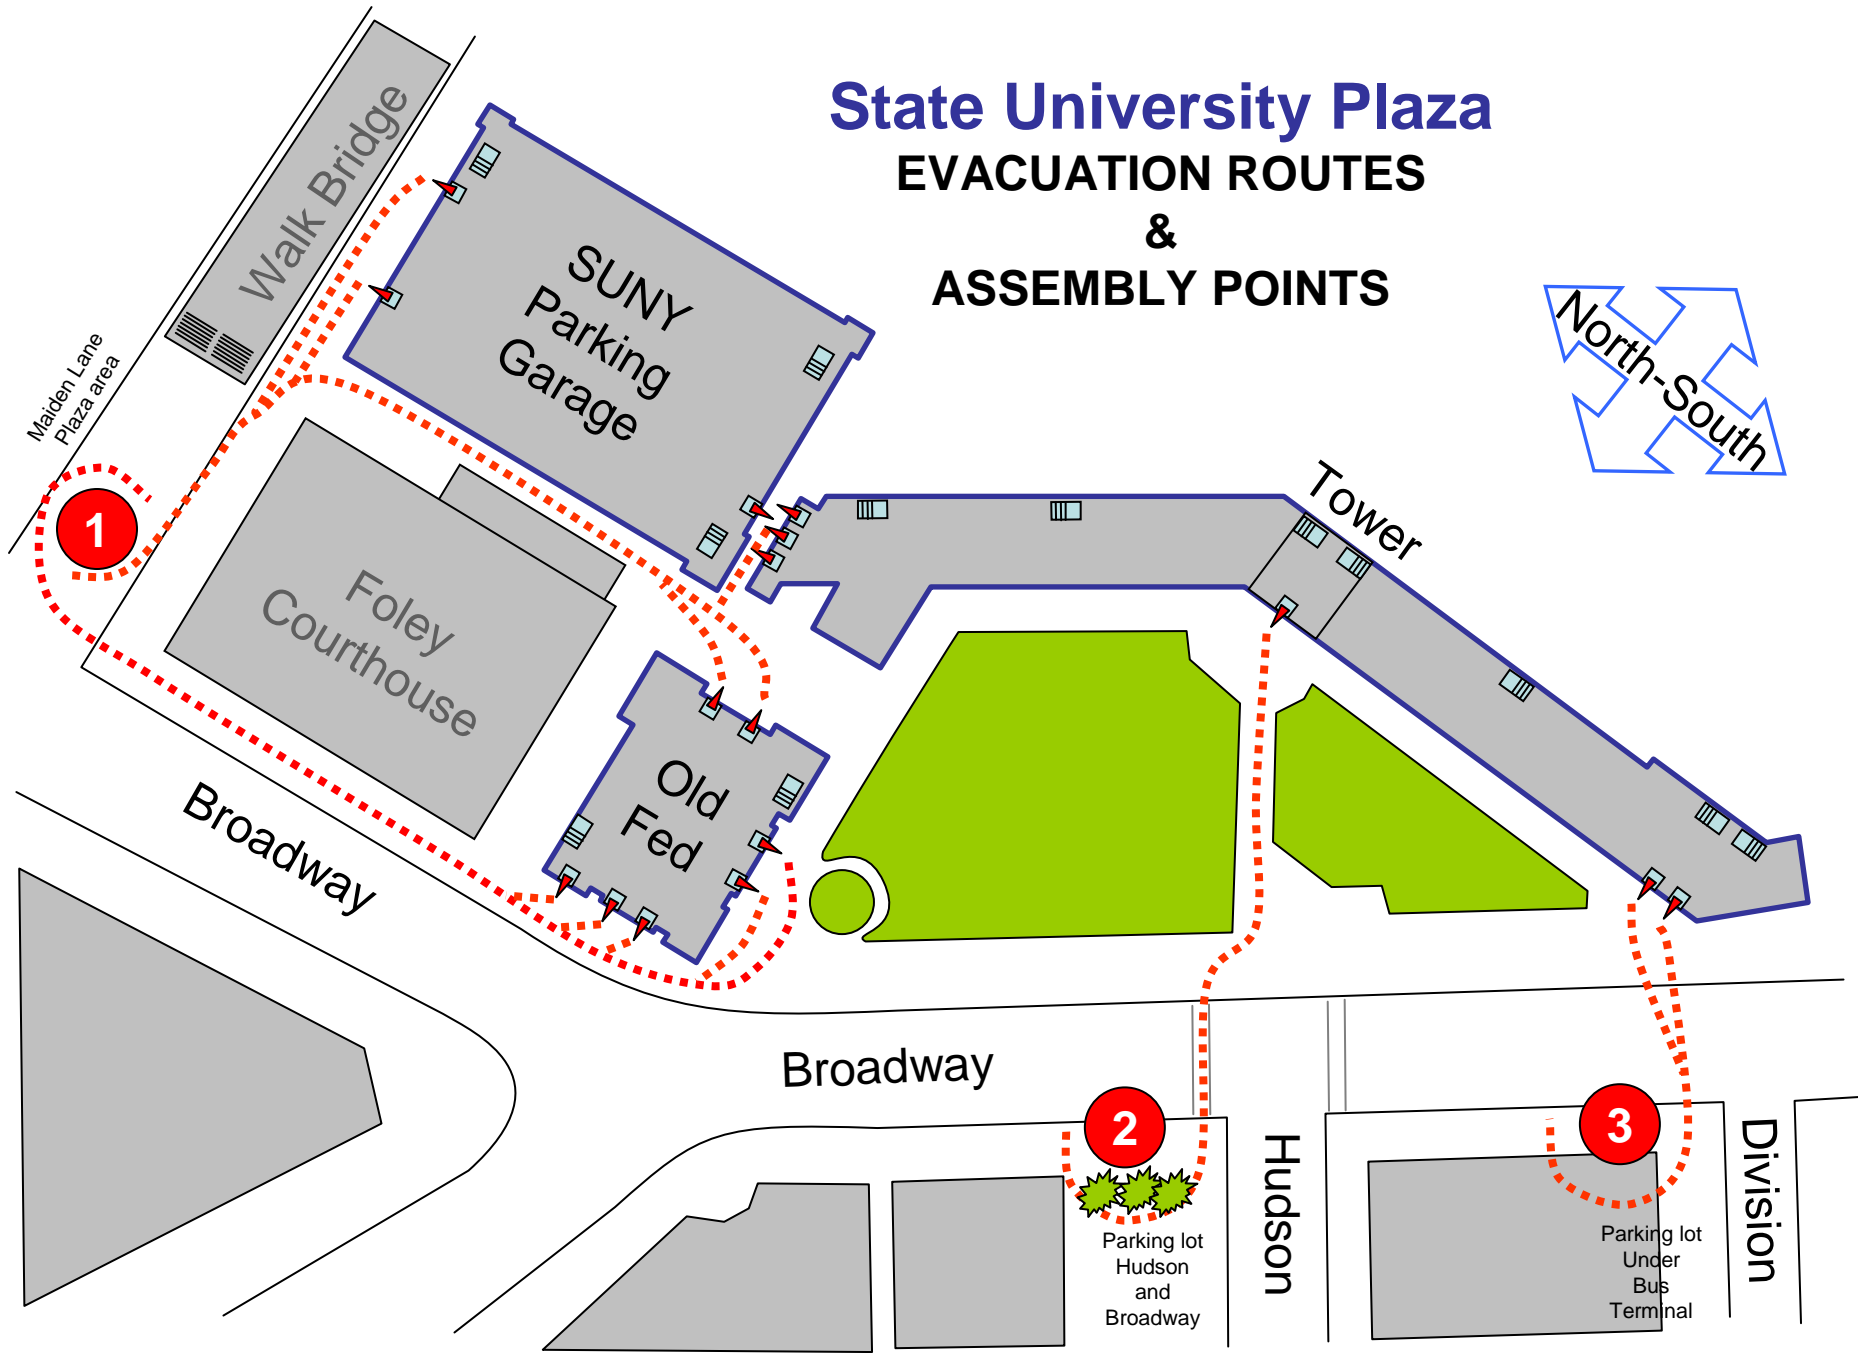 State University Plaza
EVACUATION ROUTES
&
ASSEMBLY POINTS
Walk Bridge
SUNY
Parking
Garage
North-South
Maiden Lane
Plaza area
Tower
1
Foley
Courthouse
Old
Fed
Broadway
Broadway
2
3
Hudson
Division
Parking lot
Hudson
and
Broadway
Parking lot
Under
Bus
Terminal